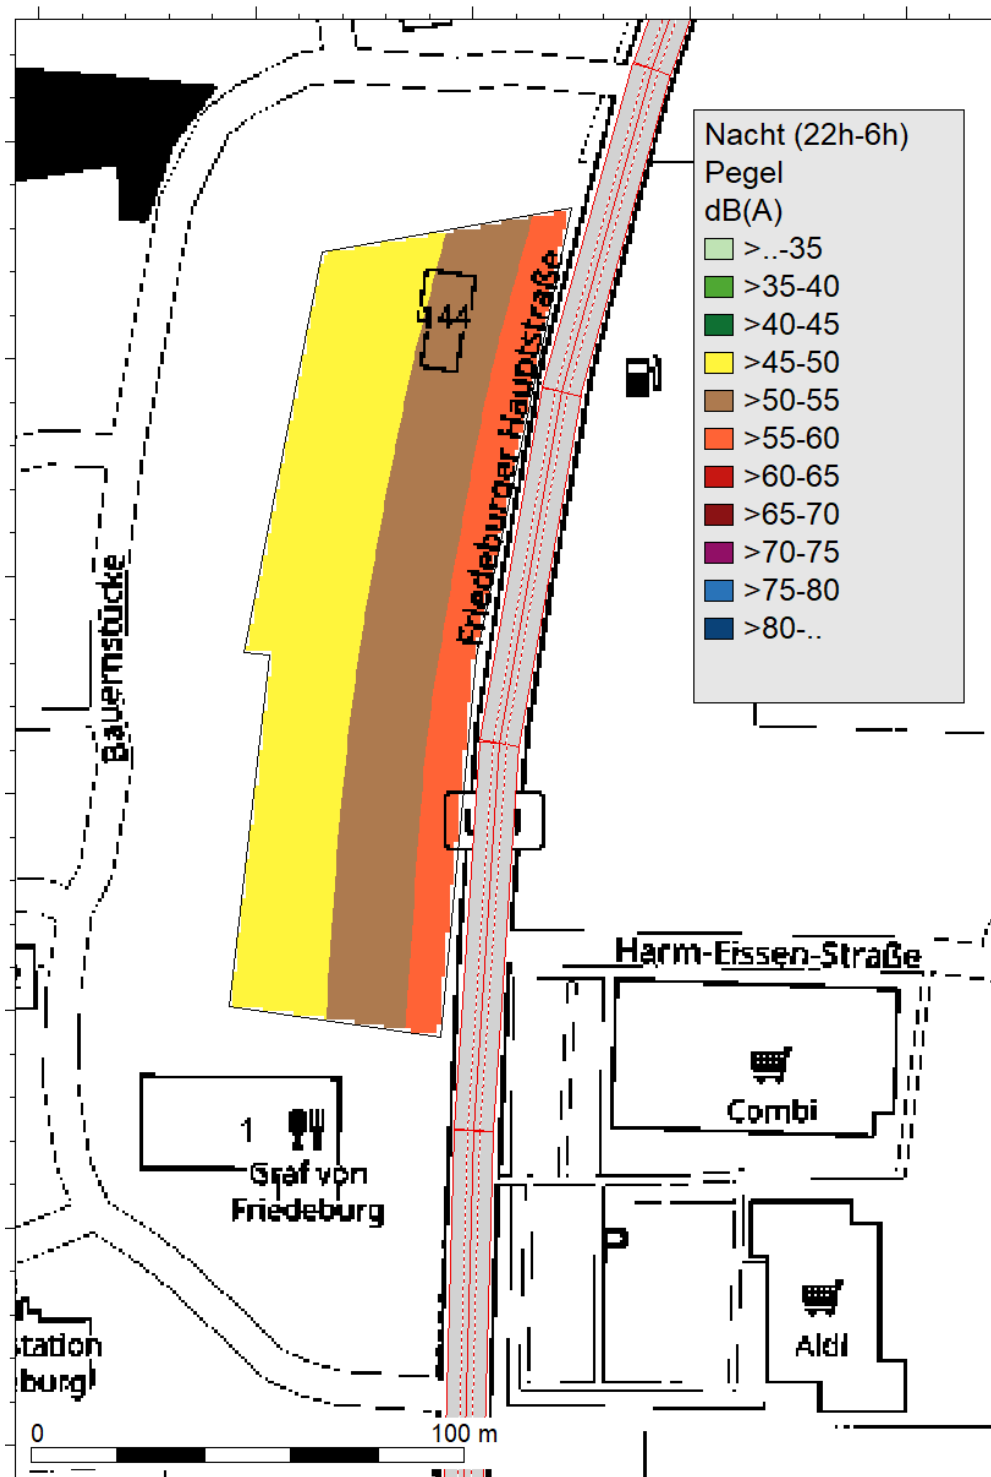 Nacht (22h-6h)
Pegel
dB(A)
>..-35
>35-40
>40-45
>45-50
>50-55
>55-60
>60-65
>65-70
>70-75
>75-80
>80-..
Friedeburger Hauptstraße
Bauernstücke
Harm-Eissen-Straße
Combi
1
Graf von
Friedeburg
Aldi
tation
burg
0
100 m